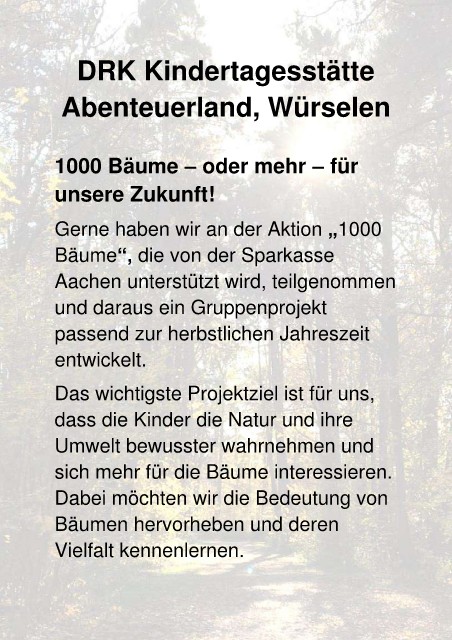 DRK Kindertagesstätte
Abenteuerland, Würselen
1000 Bäume – oder mehr – für
unsere Zukunft!
Gerne haben wir an der Aktion „1000
Bäume“, die von der Sparkasse
Aachen unterstützt wird, teilgenommen
und daraus ein Gruppenprojekt
passend zur herbstlichen Jahreszeit
entwickelt.
Das wichtigste Projektziel ist für uns,
dass die Kinder die Natur und ihre
Umwelt bewusster wahrnehmen und
sich mehr für die Bäume interessieren.
Dabei möchten wir die Bedeutung von
Bäumen hervorheben und deren
Vielfalt kennenlernen.